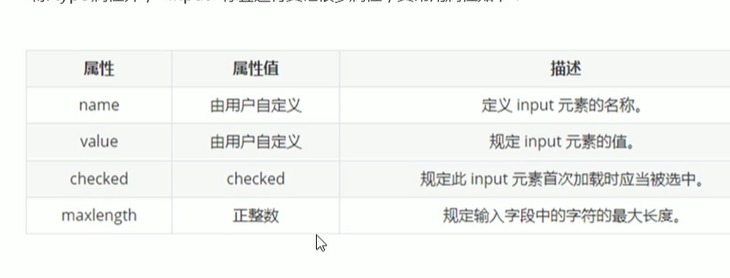 属性 属性值 描述
name 由用户自定义 定义 input 元素的名称。
value 由用户自定义 规定 input 元素的值。
checked checked 规定此 input 元素首次加载时应当被选中。
maxlength 正整数 规定输入字段中的字符的最大长度。